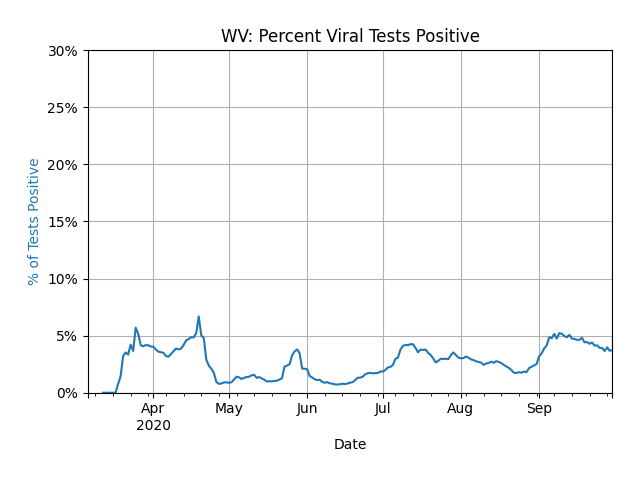 WV: Percent Viral Tests Positive
30%
25%
20%
15%
10%
5%
0%
% of Tests Positive
Apr May Jun Jul Aug Sep
2020
Date